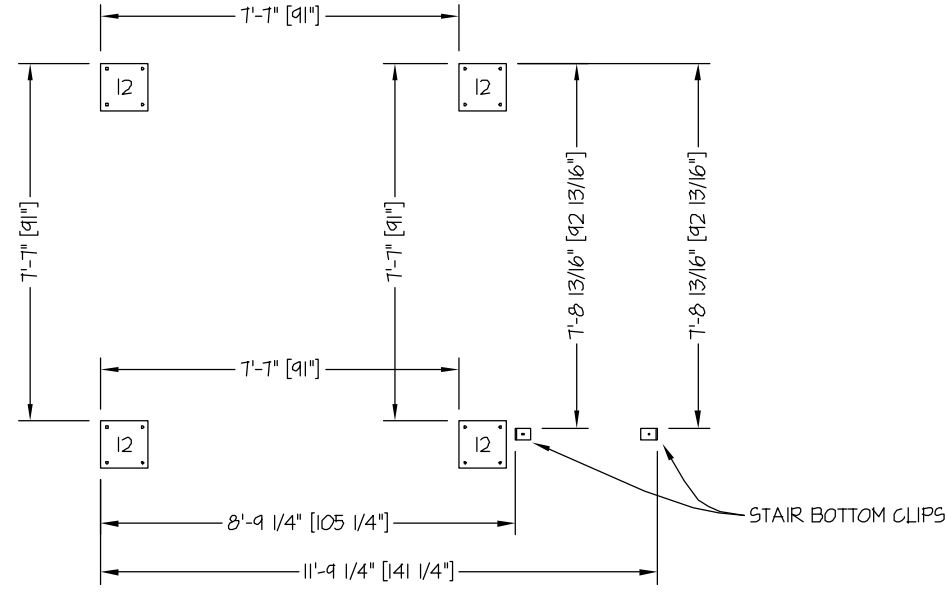 7'-7" [91"]
12
12
7'-7" [91"]
7'-7" [91"]
7'-8 13/16" [92 13/16"]
7'-8 13/16" [92 13/16"]
7'-7" [91"]
12
12
8'-9 1/4" [105 1/4"]
STAIR BOTTOM CLIPS
11'-9 1/4" [141 1/4"]